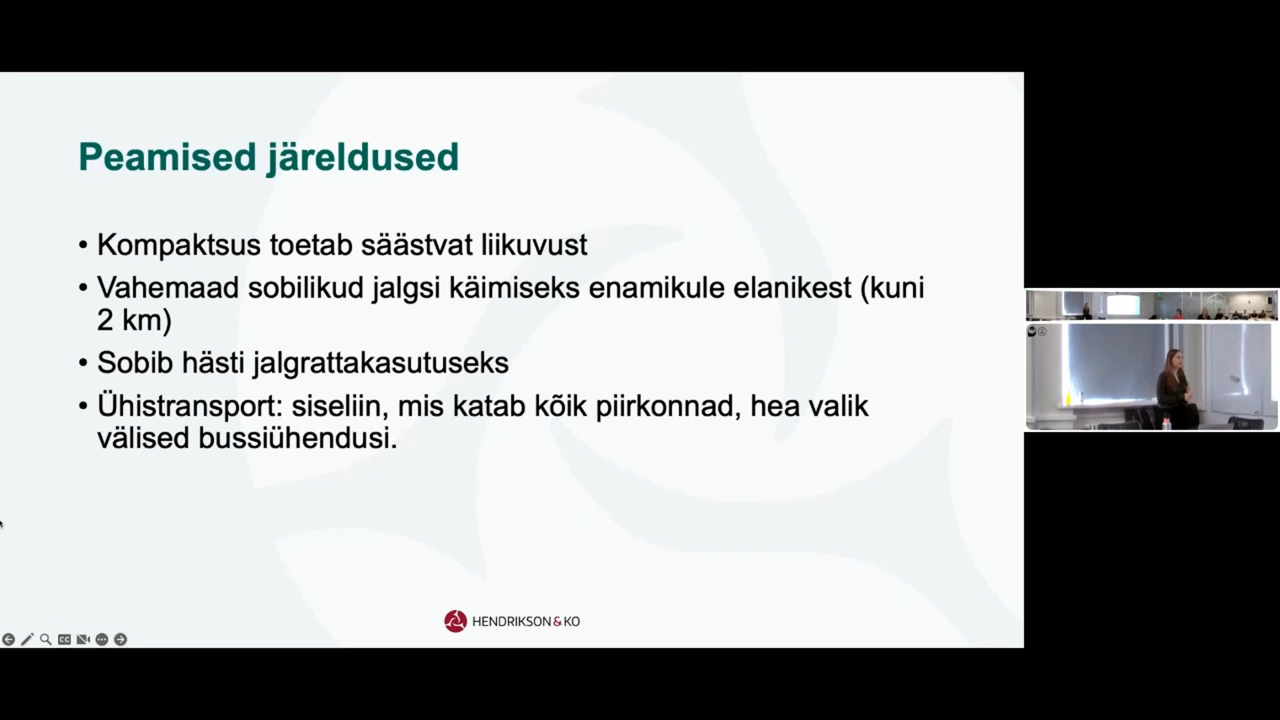 Peamised järeldused
• Kompaktsus toetab säästvat liikuvust
• Vahemaad sobilikud jalgsi käimiseks enamikule elanikest (kuni
2 km)
• Sobib hästi jalgrattakasutuseks
• Ühistransport: siseliin, mis katab kõik piirkonnad, hea valik
välised bussiühendusi.
HENDRIKSON & KO
CC